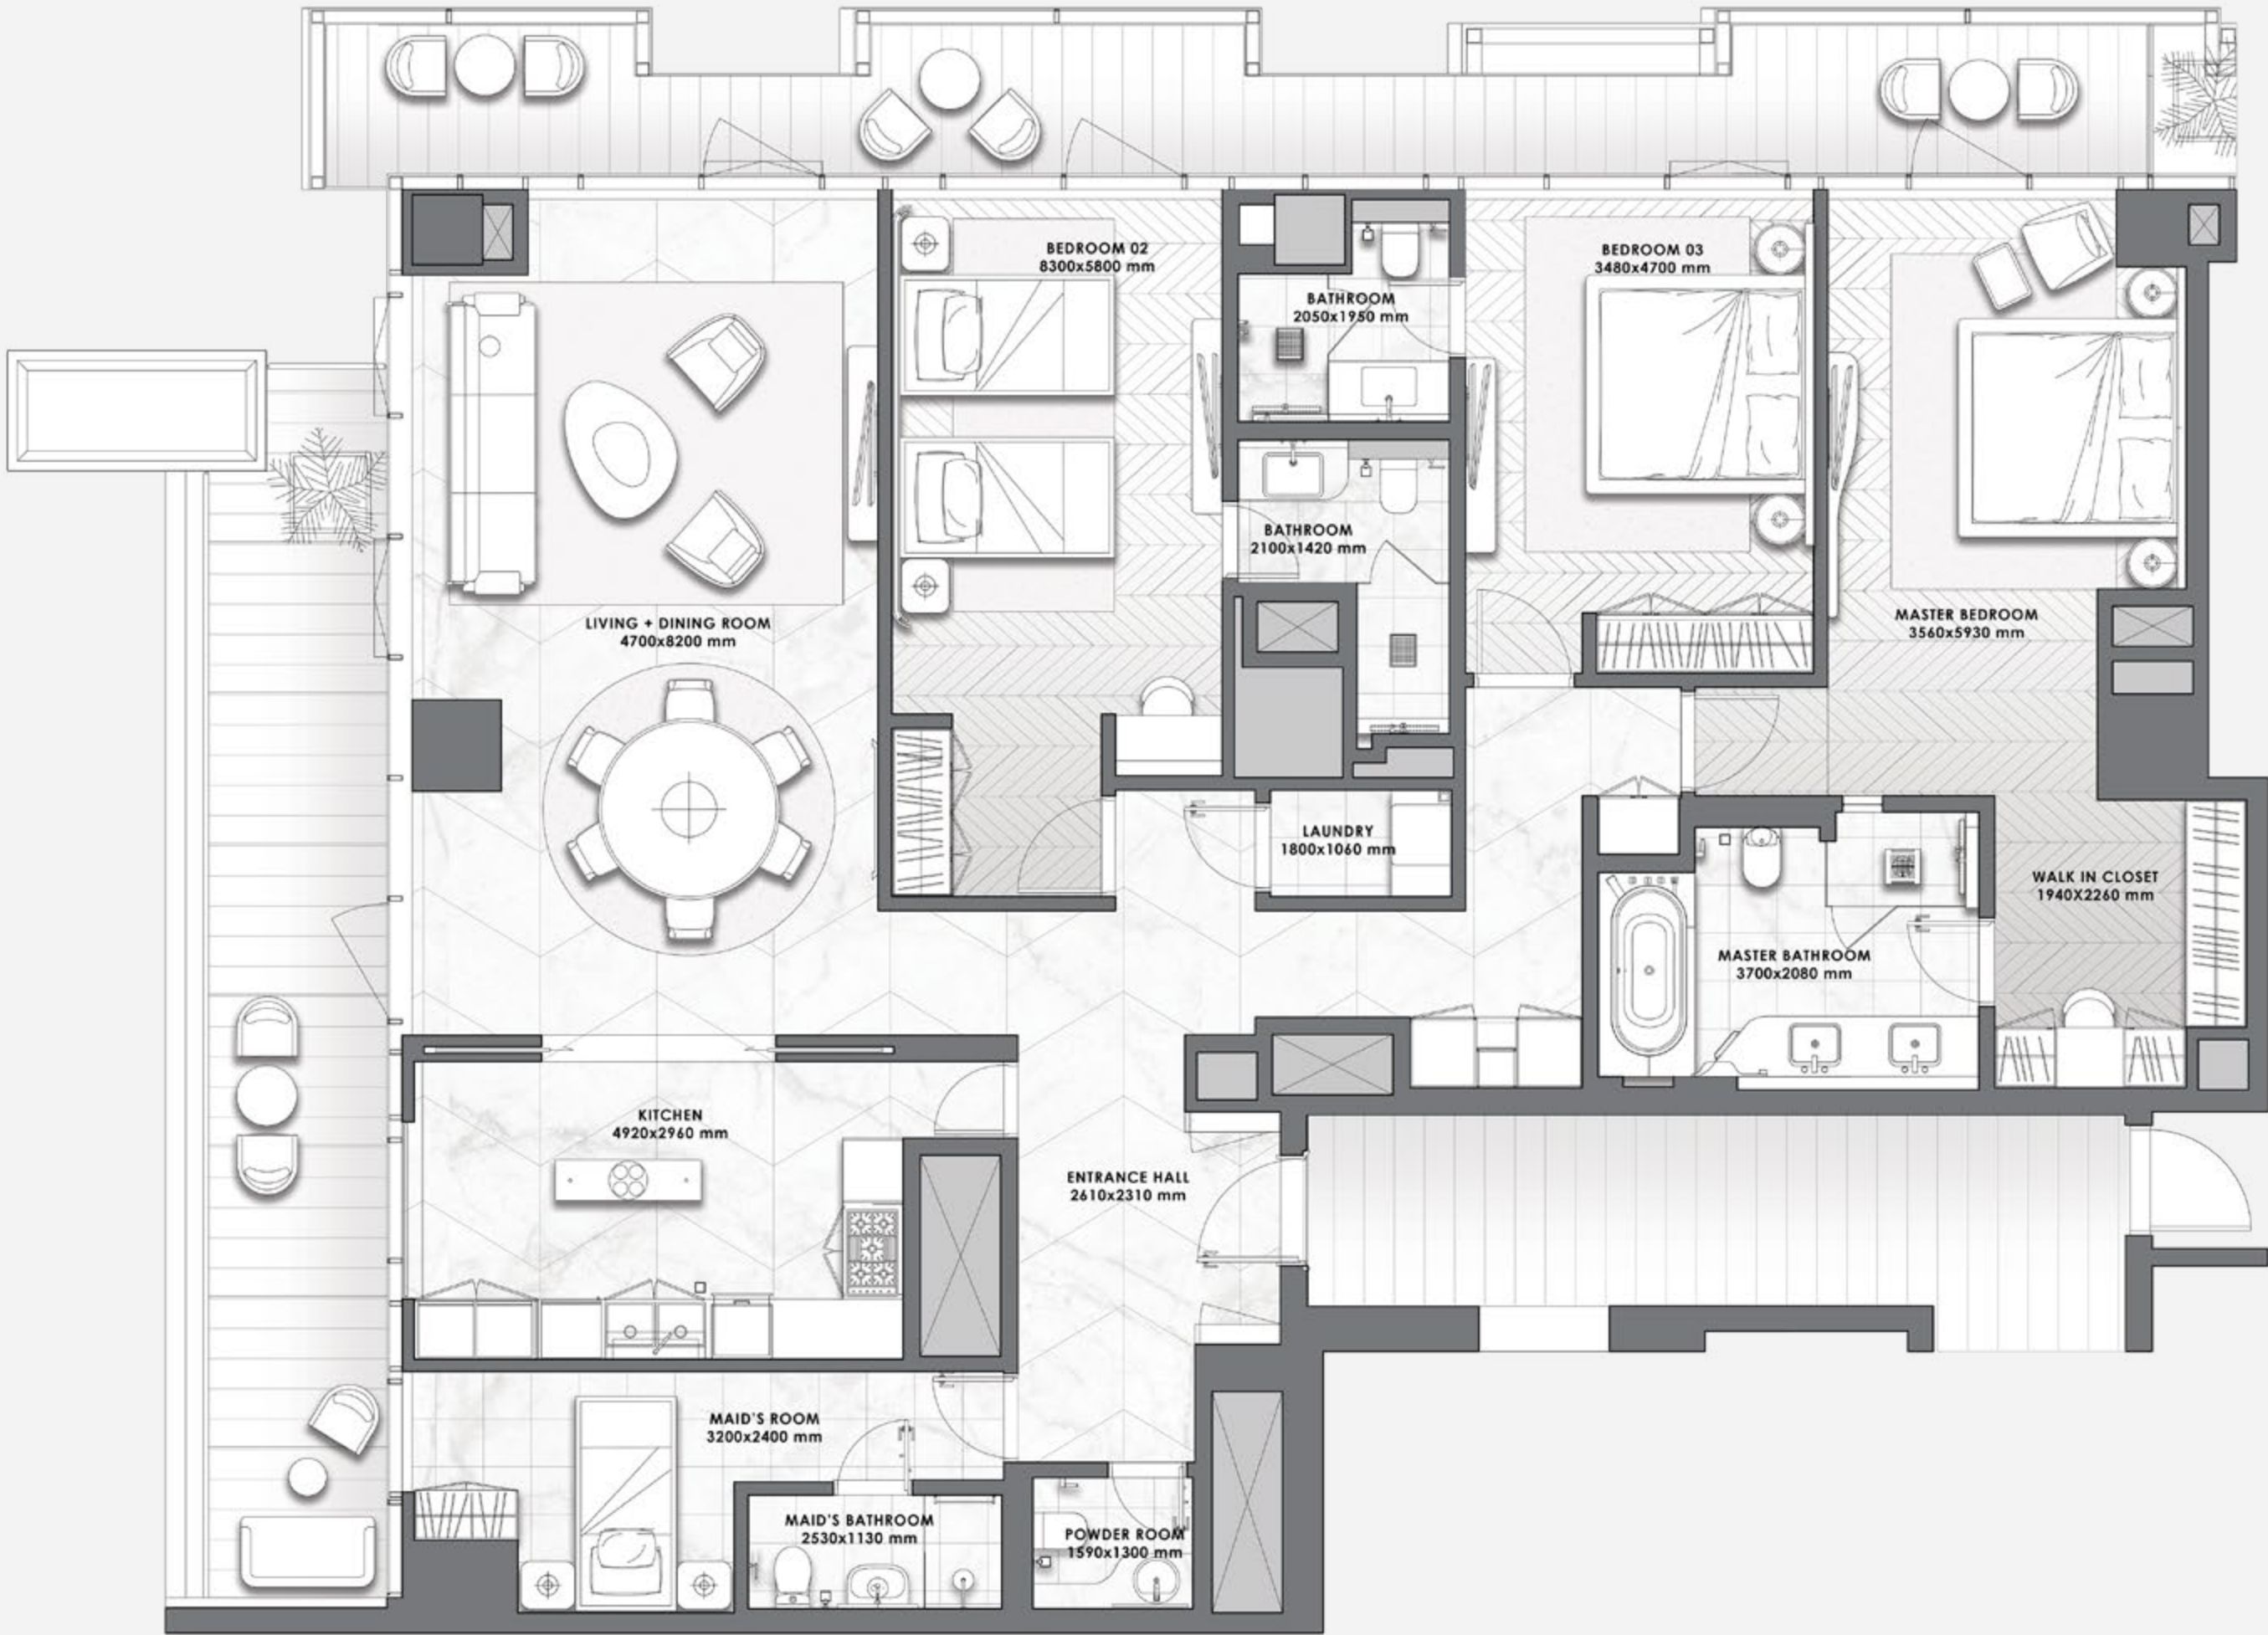 BEDROOM 02
8300x5800 mm
BEDROOM 03
3480x4700 mm
BATHROOM
2050x1950 mm
BATHROOM
2100x1420 mm
LIVING + DINING ROOM
4700x8200 mm
MASTER BEDROOM
3560x5930 mm
LAUNDRY
1800x1060 mm
WALK IN CLOSET
1940X2260 mm
MASTER BATHROOM
3700x2080 mm
KITCHEN
4920x2960 mm
ENTRANCE HALL
2610x2310 mm
MAID'S ROOM
3200x2400 mm
MAID'S BATHROOM
2530x1130 mm
POWDER ROOM
1590x1300 mm